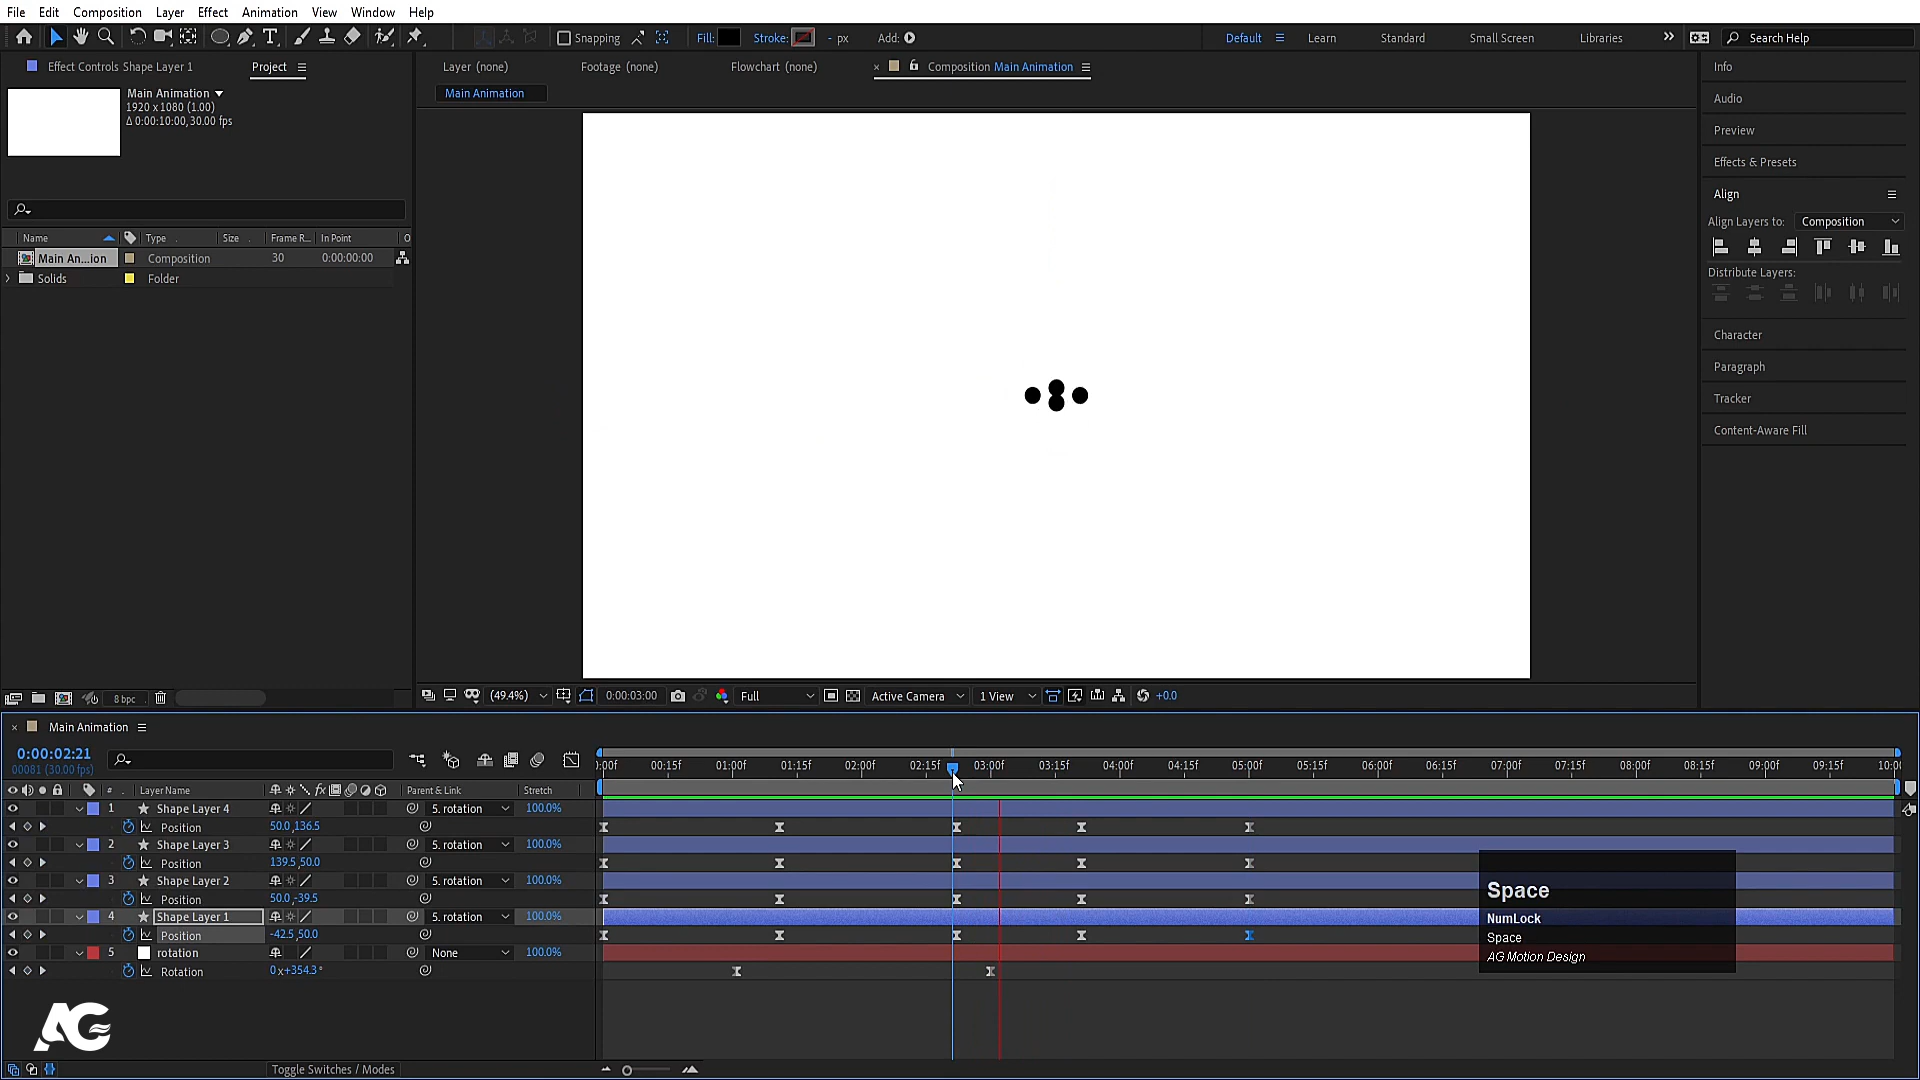 File Edit Composition Layer Effect Animation View Window Help
Snapping Fill: Stroke: - px Add: Default Learn Standard Small Screen Libraries Search Help
Effect Controls Shape Layer 1 Project
Layer (none) Footage (none) Flowchart (none) Composition Main Animation
Main Animation
Main Animation
1920 x 1080 (1.00)
Δ 0:00:10:00, 30.00 fps
Name Type Size Frame R... In Point O
Main An...ion Composition 30 0:00:00:00
Solids Folder
Info
Audio
Preview
Effects & Presets
Align
Align Layers to: Composition
Distribute Layers:
Character
Paragraph
Tracker
Content-Aware Fill
8 bpc
(49.4%) 0:00:03:00 Full Active Camera 1 View +0.0
Main Animation
0:00:02:21
00081 (30.00 fps)
:00f 00:15f 01:00f 01:15f 02:00f 02:15f 03:00f 03:15f 04:00f 04:15f 05:00f 05:15f 06:00f 06:15f 07:00f 07:15f 08:00f 08:15f 09:00f 09:15f 10:00
# Layer Name fx Parent & Link Stretch
1 Shape Layer 4 5. rotation 100.0%
Position 50.0,136.5
2 Shape Layer 3 5. rotation 100.0%
Position 139.5,50.0
3 Shape Layer 2 5. rotation 100.0%
Position 50.0,-39.5
4 Shape Layer 1 5. rotation 100.0%
Position -42.5,50.0
5 rotation None 100.0%
Rotation 0x+354.3°
Space
NumLock
Space
AG Motion Design
AG
Toggle Switches / Modes